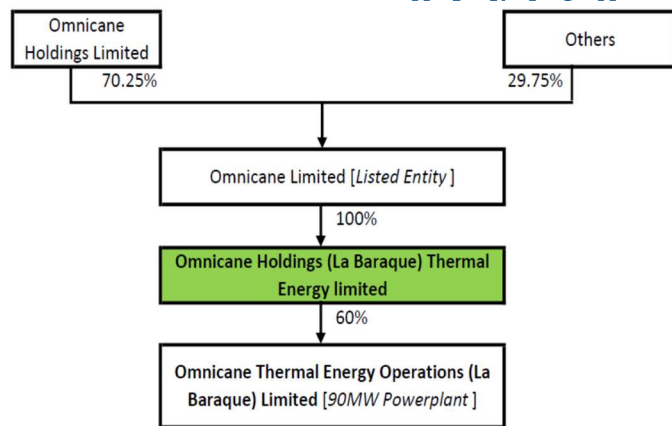 Omnicane
Holdings Limited
Others
70.25%
29.75%
Omnicane Limited [Listed Entity ]
100%
Omnicane Holdings (La Baraque) Thermal
Energy limited
60%
Omnicane Thermal Energy Operations (La
Baraque) Limited [90MW Powerplant ]